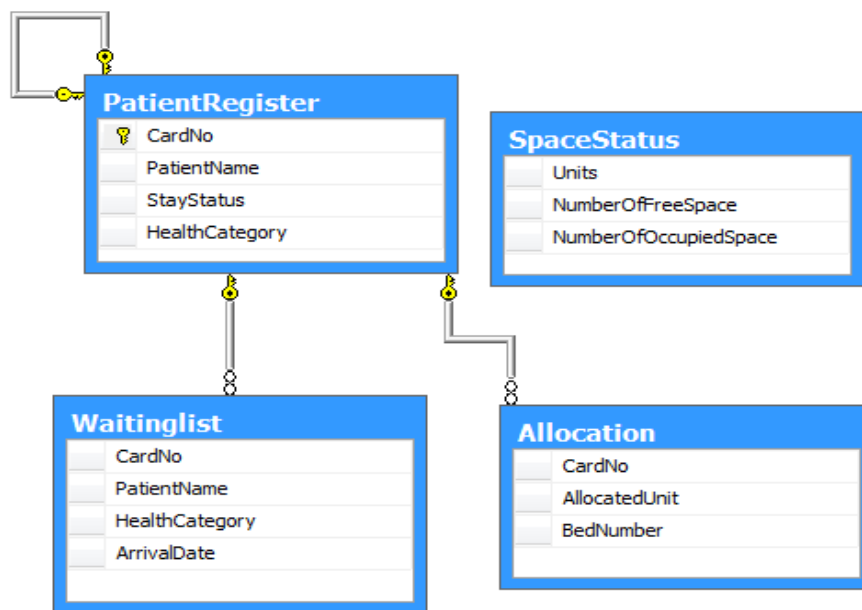 PatientRegister
CardNo
PatientName
StayStatus
HealthCategory
SpaceStatus
Units
NumberOfFreeSpace
NumberOfOccupiedSpace
Waitinglist
CardNo
PatientName
HealthCategory
ArrivalDate
Allocation
CardNo
AllocatedUnit
BedNumber